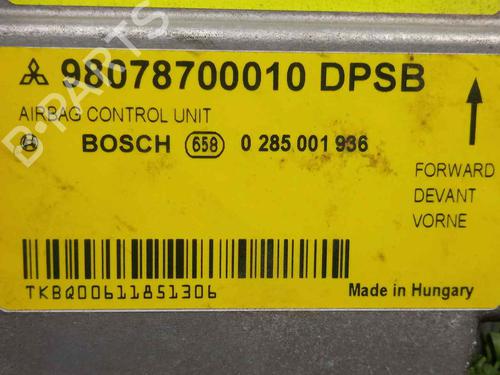 98078700010 DPSB
AIRBAG CONTROL UNIT
BOSCH 658 0 285 001 936
FORWARD
DEVANT
VORNE
TKBQ00611851306
Made in Hungary
B-PARTS